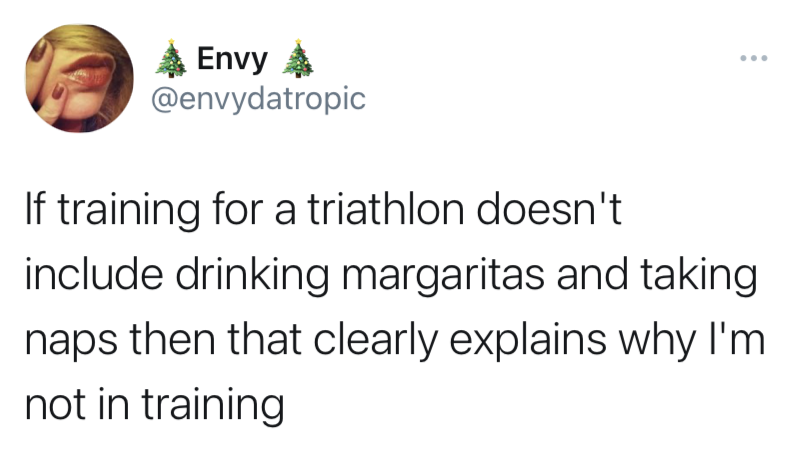 🎄 Envy 🎄
@envydatropic
If training for a triathlon doesn't
include drinking margaritas and taking
naps then that clearly explains why I'm
not in training